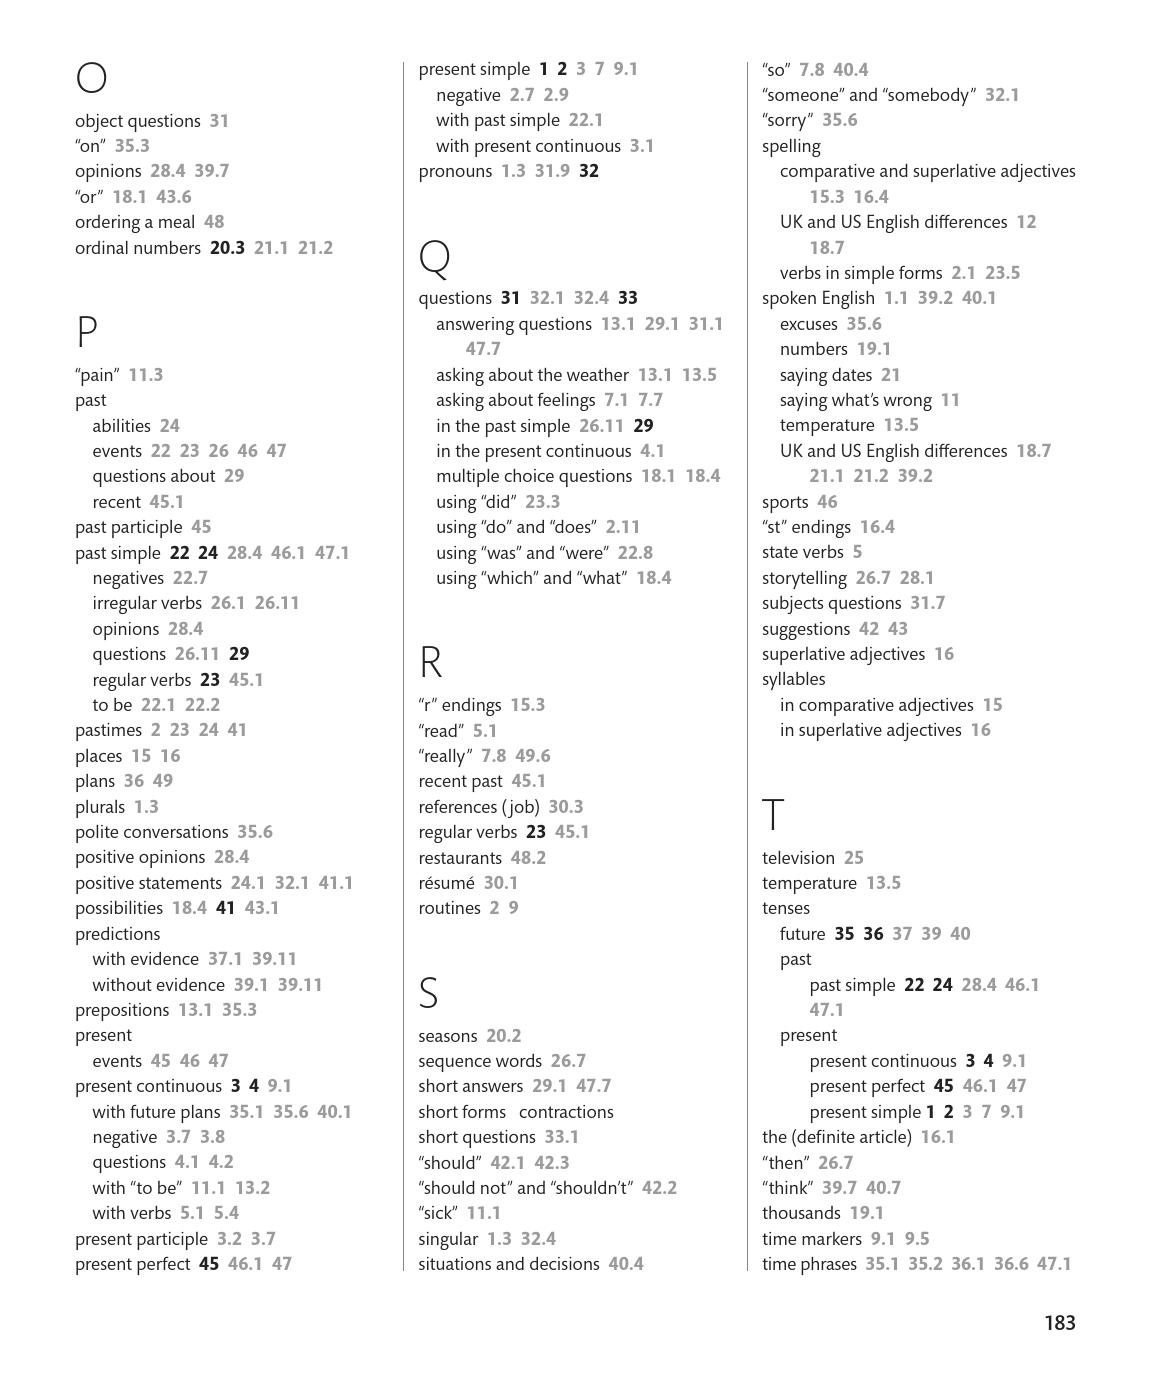 O
object questions 31
“on” 35.3
opinions 28.4 39.7
“or” 18.1 43.6
ordering a meal 48
ordinal numbers 20.3 21.1 21.2
P
“pain” 11.3
past
abilities 24
events 22 23 26 46 47
questions about 29
recent 45.1
past participle 45
past simple 22 24 28.4 46.1 47.1
negatives 22.7
irregular verbs 26.1 26.11
opinions 28.4
questions 26.11 29
regular verbs 23 45.1
to be 22.1 22.2
pastimes 2 23 24 41
places 15 16
plans 36 49
plurals 1.3
polite conversations 35.6
positive opinions 28.4
positive statements 24.1 32.1 41.1
possibilities 18.4 41 43.1
predictions
with evidence 37.1 39.11
without evidence 39.1 39.11
prepositions 13.1 35.3
present
events 45 46 47
present continuous 3 4 9.1
with future plans 35.1 35.6 40.1
negative 3.7 3.8
questions 4.1 4.2
with “to be” 11.1 13.2
with verbs 5.1 5.4
present participle 3.2 3.7
present perfect 45 46.1 47
present simple 1 2 3 7 9.1
negative 2.7 2.9
with past simple 22.1
with present continuous 3.1
pronouns 1.3 31.9 32
Q
questions 31 32.1 32.4 33
answering questions 13.1 29.1 31.1
47.7
asking about the weather 13.1 13.5
asking about feelings 7.1 7.7
in the past simple 26.11 29
in the present continuous 4.1
multiple choice questions 18.1 18.4
using “did” 23.3
using “do” and “does” 2.11
using “was” and “were” 22.8
using “which” and “what” 18.4
R
“r” endings 15.3
“read” 5.1
“really” 7.8 49.6
recent past 45.1
references (job) 30.3
regular verbs 23 45.1
restaurants 48.2
résumé 30.1
routines 2 9
S
seasons 20.2
sequence words 26.7
short answers 29.1 47.7
short forms contractions
short questions 33.1
“should” 42.1 42.3
“should not” and “shouldn’t” 42.2
“sick” 11.1
singular 1.3 32.4
situations and decisions 40.4
“so” 7.8 40.4
“someone” and “somebody” 32.1
“sorry” 35.6
spelling
comparative and superlative adjectives
15.3 16.4
UK and US English differences 12
18.7
verbs in simple forms 2.1 23.5
spoken English 1.1 39.2 40.1
excuses 35.6
numbers 19.1
saying dates 21
saying what’s wrong 11
temperature 13.5
UK and US English differences 18.7
21.1 21.2 39.2
sports 46
“st” endings 16.4
state verbs 5
storytelling 26.7 28.1
subjects questions 31.7
suggestions 42 43
superlative adjectives 16
syllables
in comparative adjectives 15
in superlative adjectives 16
T
television 25
temperature 13.5
tenses
future 35 36 37 39 40
past
past simple 22 24 28.4 46.1
47.1
present
present continuous 3 4 9.1
present perfect 45 46.1 47
present simple 1 2 3 7 9.1
the (definite article) 16.1
“then” 26.7
“think” 39.7 40.7
thousands 19.1
time markers 9.1 9.5
time phrases 35.1 35.2 36.1 36.6 47.1
183